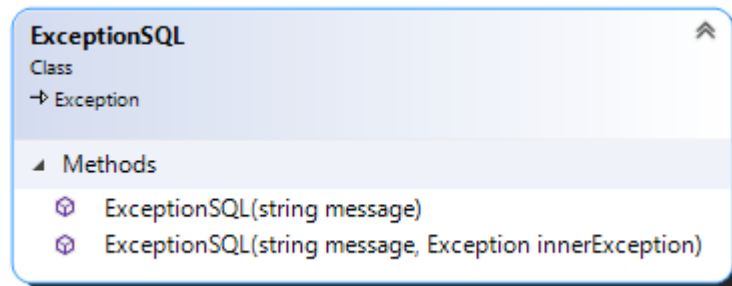 ExceptionSQL
Class
Exception
Methods
ExceptionSQL(string message)
ExceptionSQL(string message, Exception innerException)